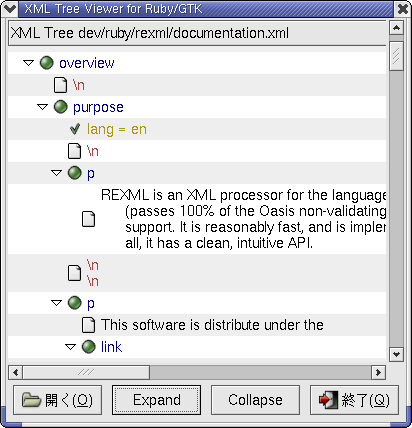 XML Tree Viewer for Ruby/GTK
XML Tree dev/ruby/rexml/documentation.xml
overview
\n
purpose
lang = en
\n
p
REXML is an XML processor for the language
(passes 100% of the Oasis non-validating
support. It is reasonably fast, and is imple
all, it has a clean, intuitive API.
\n
\n
p
This software is distribute under the
link
開く(O)
Expand
Collapse
終了(Q)